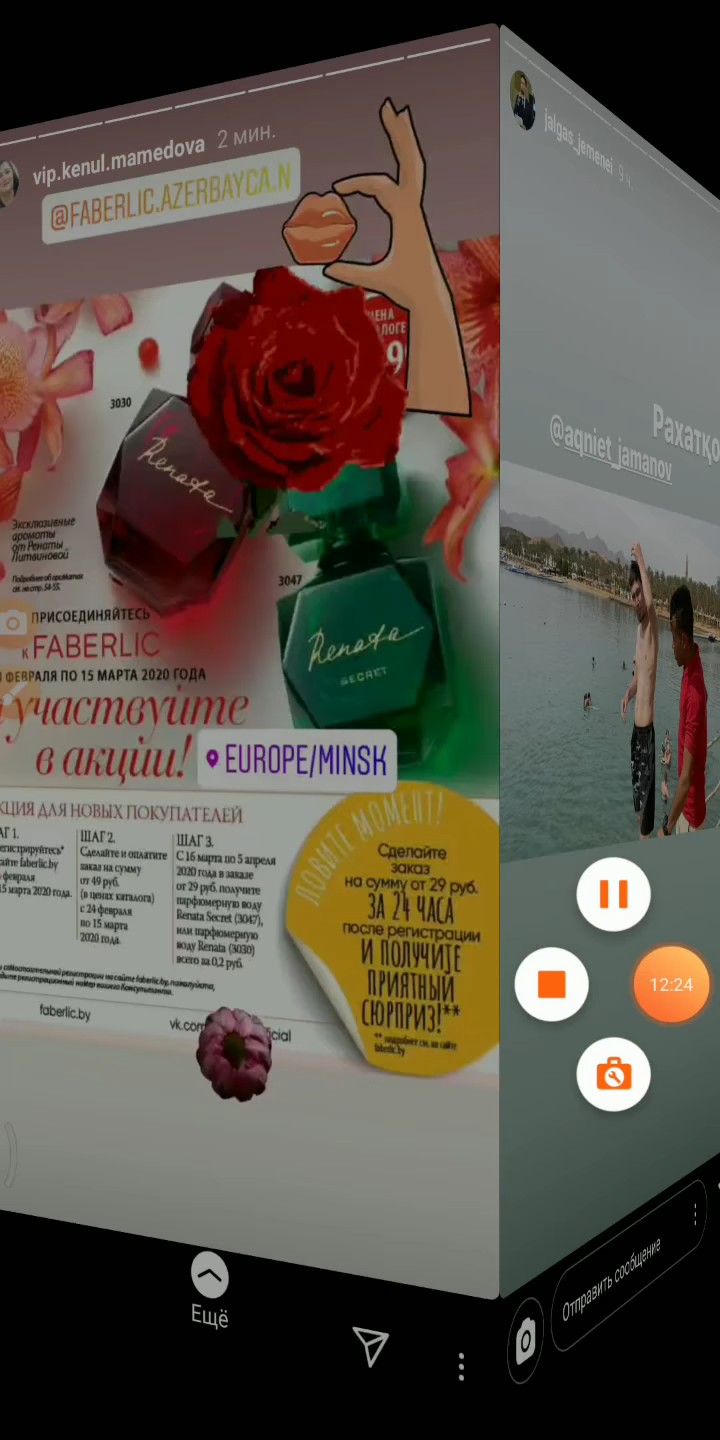 vip.kenul.mamedova 2 мин.
@FABERLIC.AZERBAYCA.N
3030
Renata
Эксклюзивные
ароматы
от Ренаты
Литвиновой
3047
Renata
SECRET
ПРИСОЕДИНЯЙТЕСЬ
К FABERLIC
ФЕВРАЛЯ ПО 15 МАРТА 2020 ГОДА
участвуйте
в акции!
EUROPE/MINSK
ДЛЯ НОВЫХ ПОКУПАТЕЛЕЙ
ШАГ 2.
Сделайте и оплатите
заказ на сумму
от 49 руб.
(в ценах каталога)
с 24 февраля
по 15 марта
2020 года.
ШАГ 3.
С 16 марта по 5 апреля
2020 года в заказе
от 29 руб. получите
парфюмерную воду
Renata Secret (3047),
или парфюмерную
воду Renata (3030)
всего за 0,2 руб.
ЛОВИТЕ МОМЕНТ!
Сделайте
заказ
на сумму от 29 руб.
ЗА 24 ЧАСА
после регистрации
И ПОЛУЧИТЕ
ПРИЯТНЫЙ
СЮРПРИЗ!**
faberlic.by
Ещё
jalgas_jemenei 9 ч.
@aqniet_jamanov
12:24
Отправить сообщение